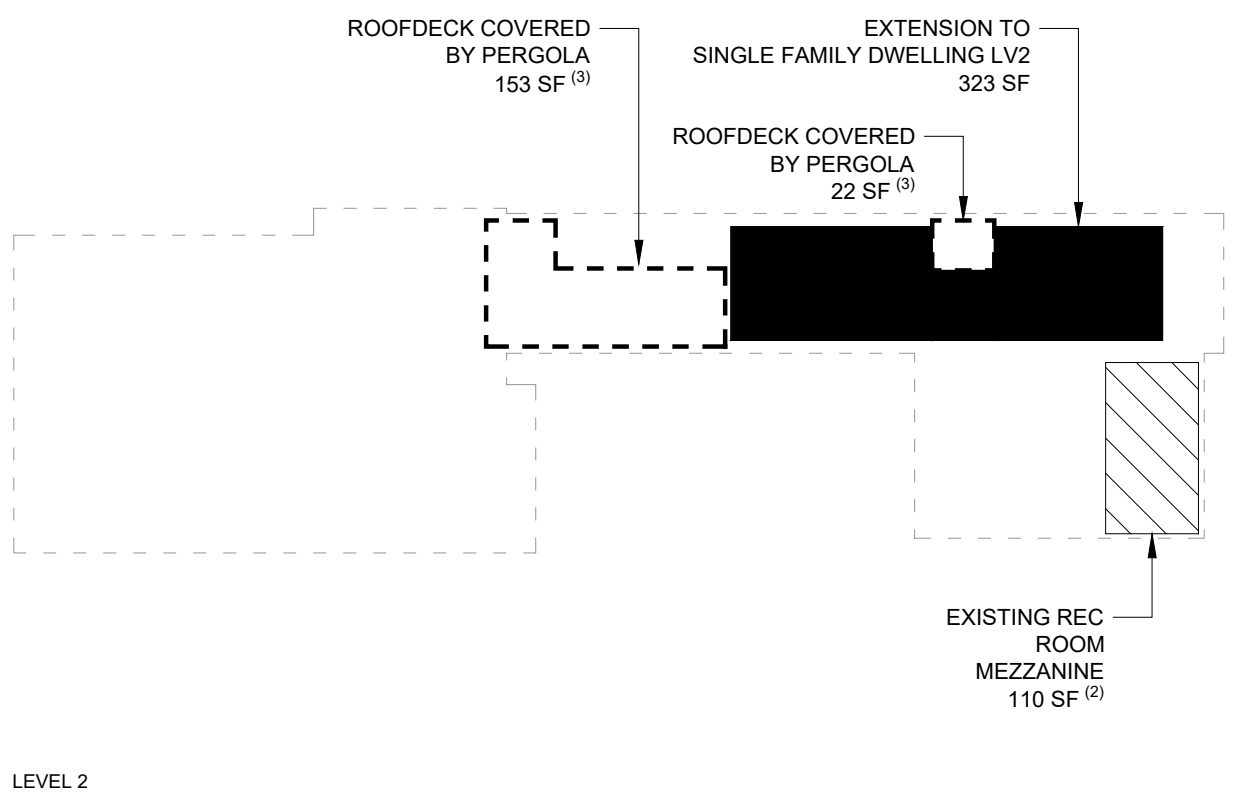 ROOFDECK COVERED
BY PERGOLA
153 SF (3)
EXTENSION TO
SINGLE FAMILY DWELLING LV2
323 SF
ROOFDECK COVERED
BY PERGOLA
22 SF (3)
EXISTING REC
ROOM
MEZZANINE
110 SF (2)
LEVEL 2